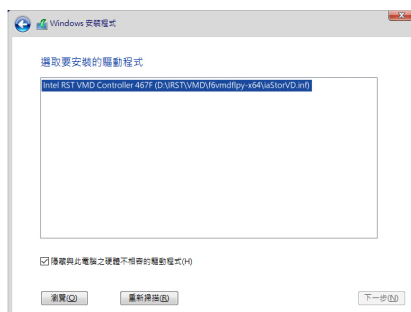 Windows 安裝程式
選取要安裝的驅動程式
Intel RST VMD Controller 467F (D:\IRST\VMD\f6vmdflpy-x64\iaStorVD.inf)
隱藏與此電腦之硬體不相容的驅動程式(H)
瀏覽(O) 重新掃描(R) 下一步(N)